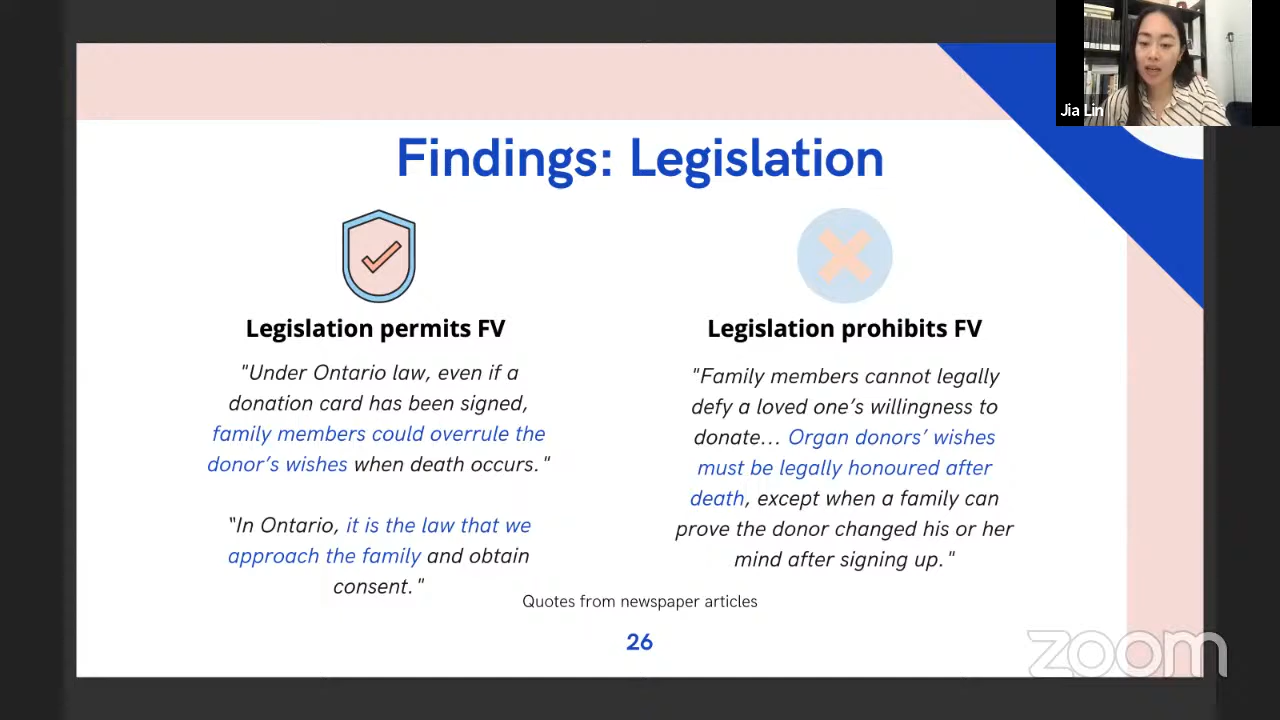 Jia Lin
Findings: Legislation
Legislation permits FV
"Under Ontario law, even if a
donation card has been signed,
family members could overrule the
donor's wishes when death occurs."
"In Ontario, it is the law that we
approach the family and obtain
consent."
Legislation prohibits FV
"Family members cannot legally
defy a loved one's willingness to
donate... Organ donors' wishes
must be legally honoured after
death, except when a family can
prove the donor changed his or her
mind after signing up."
Quotes from newspaper articles
26
zoom